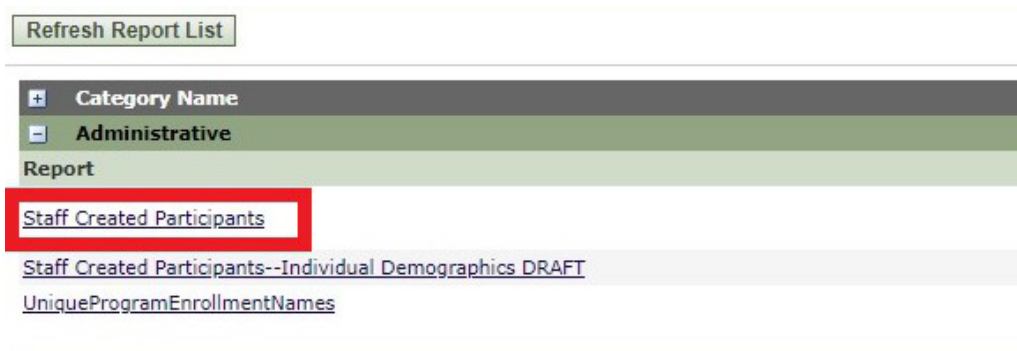 Refresh Report List
Category Name
Administrative
Report
Staff Created Participants
Staff Created Participants--Individual Demographics DRAFT
UniqueProgramEnrollmentNames